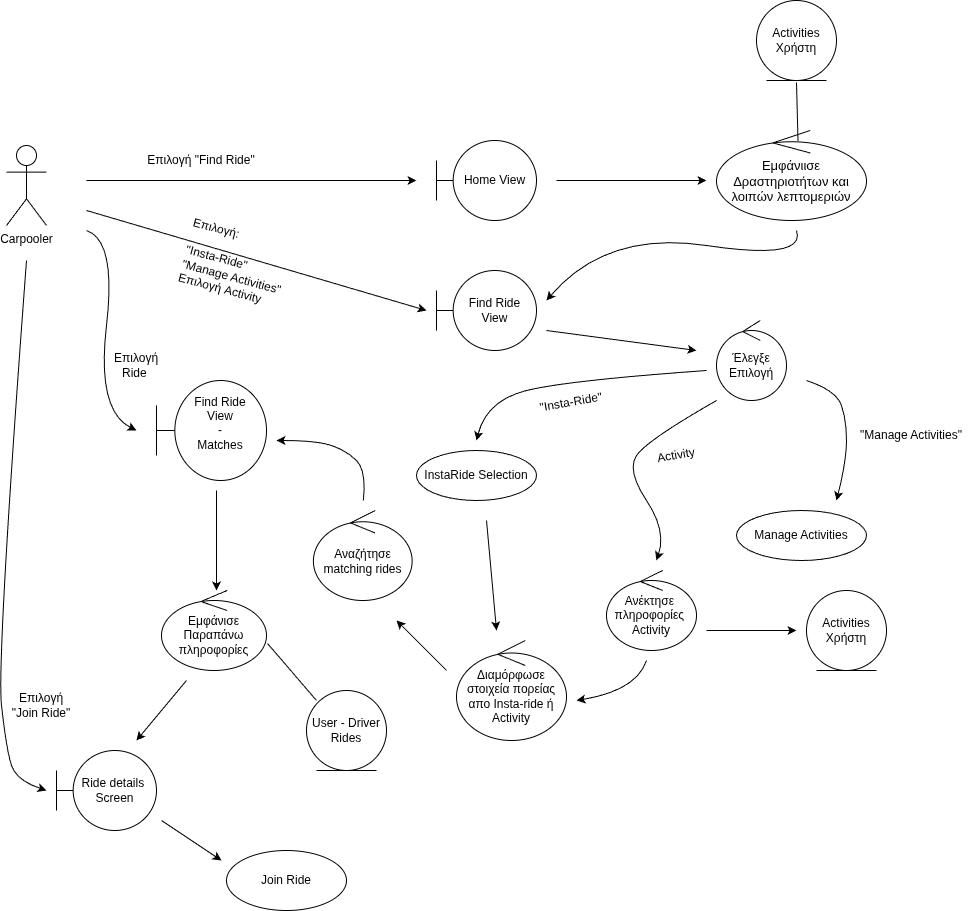 Activities
Χρήστη
Επιλογή "Find Ride"
Home View
Εμφάνιισε
Δραστηριοτήτων και
λοιπών λεπτομεριών
Carpooler
Επιλογή:
"Insta-Ride"
"Manage Activities"
Επιλογή Activity
Find Ride
View
Επιλογή
Ride
Έλεγξε
Επιλογή
Find Ride
View
-
Matches
"Insta-Ride"
"Manage Activities"
Activity
InstaRide Selection
Manage Activities
Αναζήτησε
matching rides
Ανέκτησε
πληροφορίες
Activity
Activities
Χρήστη
Εμφάνισε
Παραπάνω
πληροφορίες
Διαμόρφωσε
στοιχεία πορείας
απο Insta-ride ή
Activity
Επιλογή
"Join Ride"
User - Driver
Rides
Ride details
Screen
Join Ride